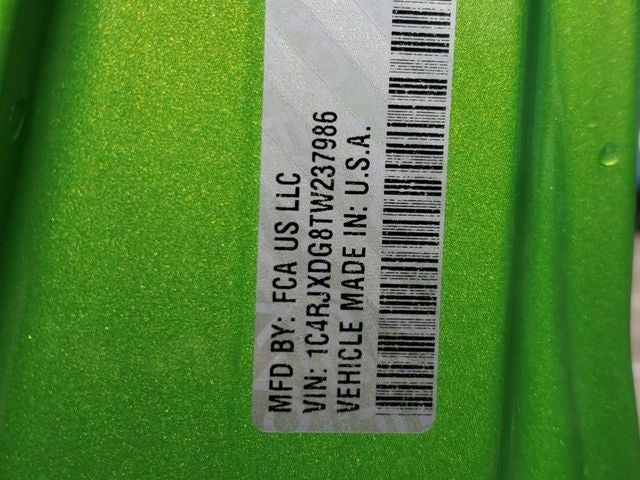 MFD BY: FCA US LLC
VIN: 1C4RJXDG8TW237986
VEHICLE MADE IN: U.S.A.